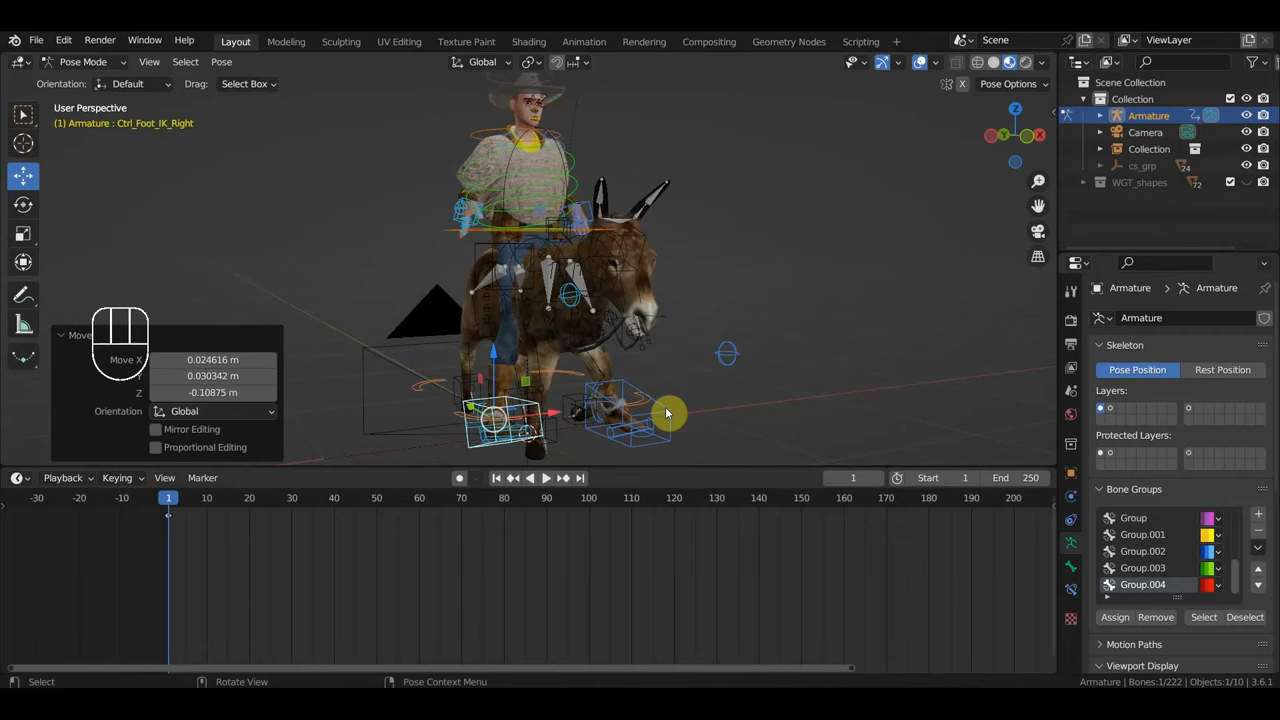 File Edit Render Window Help Layout Modeling Sculpting UV Editing Texture Paint Shading Animation Rendering Compositing Geometry Nodes Scripting + Scene ViewLayer
Pose Mode View Select Pose Global
Orientation: Default Drag: Select Box X Pose Options
User Perspective
(1) Armature : Ctrl_Foot_IK_Right
Z
Y
X
Scene Collection
Collection
Armature
Camera
Collection
cs_grp 24
WGT_shapes 72
Armature Armature
Armature
Skeleton
Pose Position Rest Position
Layers:
Protected Layers:
Bone Groups
Group
Group.001
Group.002
Group.003
Group.004
Assign Remove Select Deselect
Motion Paths
Viewport Display
Move
Move X 0.024616 m
0.030342 m
Z -0.10875 m
Orientation Global
Mirror Editing
Proportional Editing
Playback Keying View Marker 1 Start 1 End 250
-30 -20 -10 1 10 20 30 40 50 60 70 80 90 100 110 120 130 140 150 160 170 180 190 200
Select Rotate View Pose Context Menu Armature | Bones:1/222 | Objects:1/10 | 3.6.1